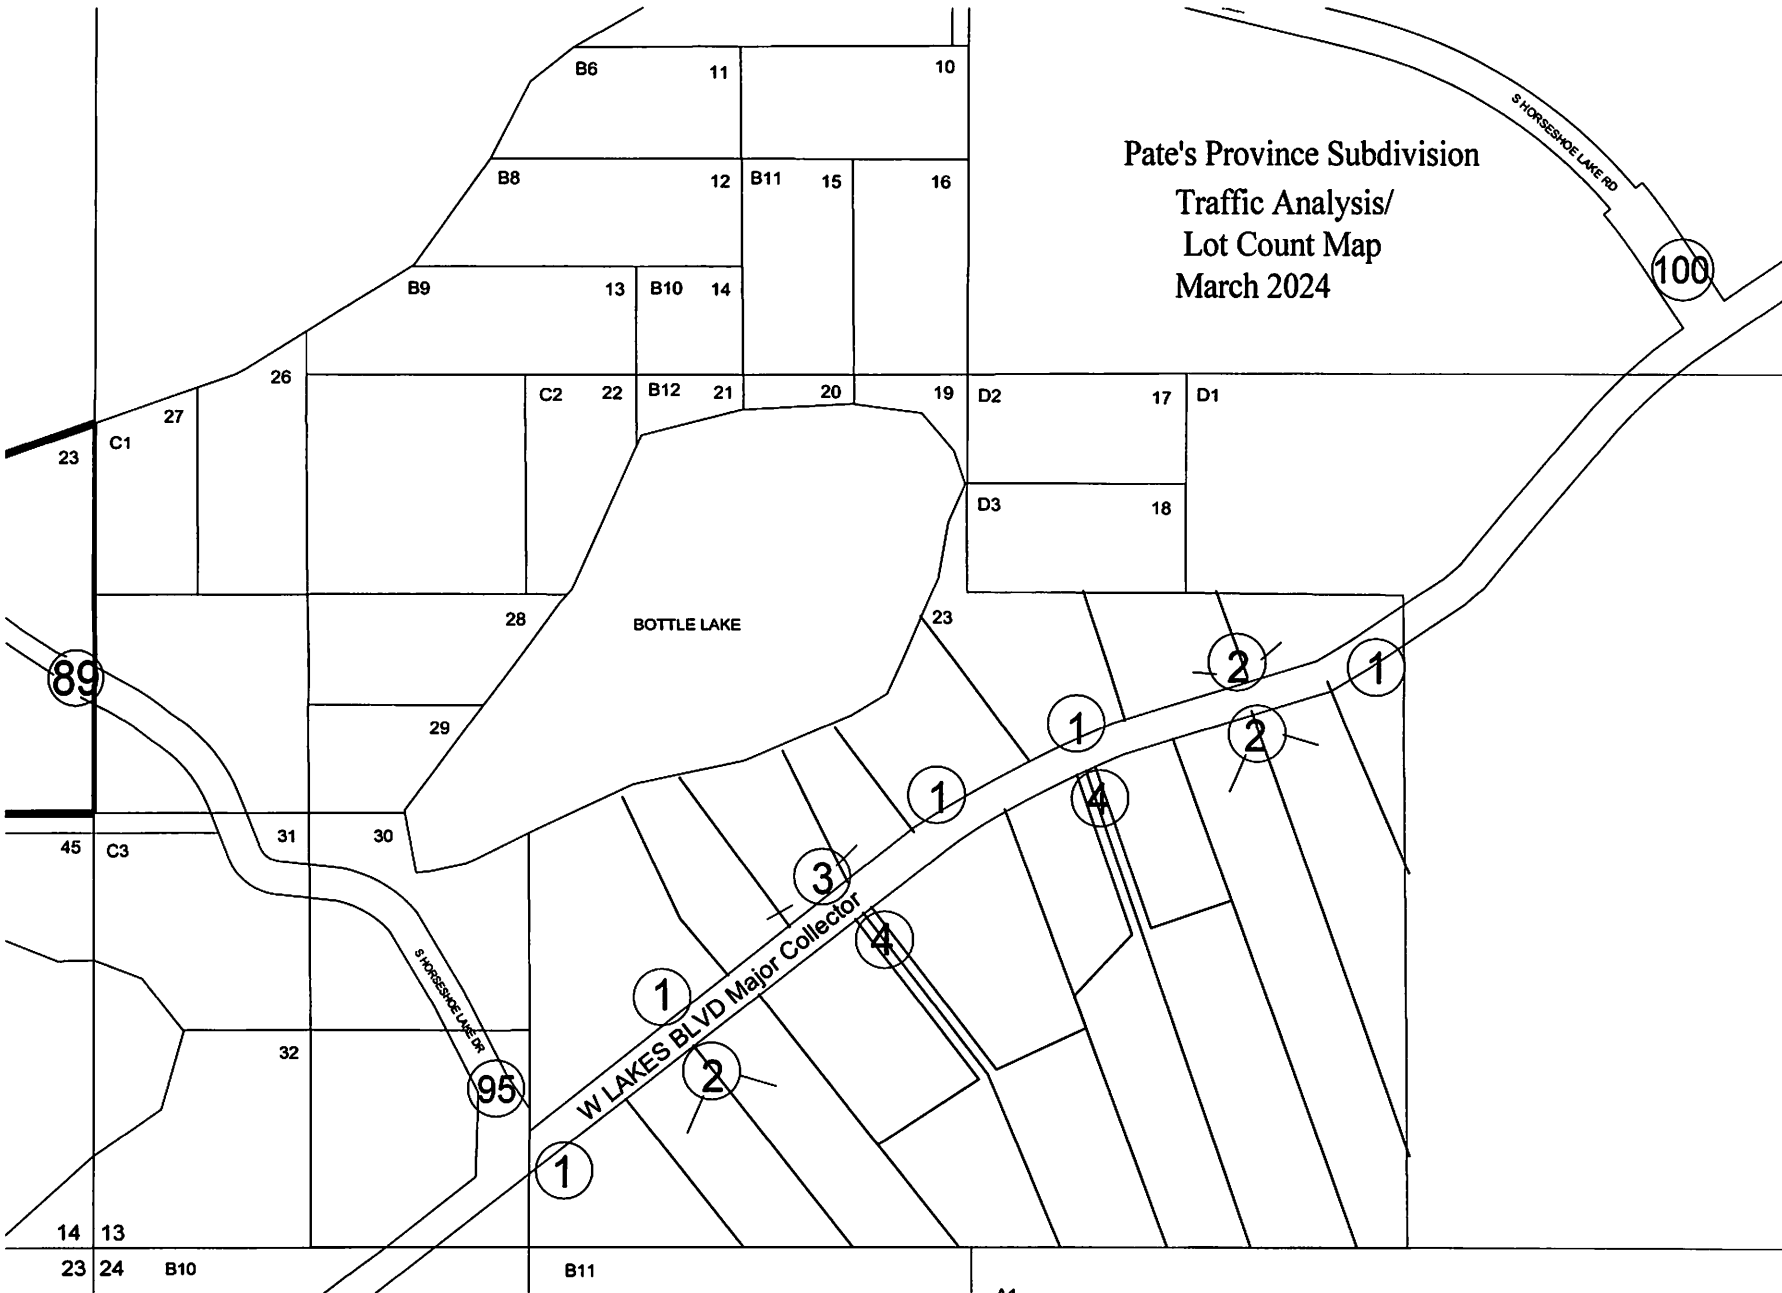 B6 11 10
S HORSESHOE LAKE RD
Pate's Province Subdivision
Traffic Analysis/
Lot Count Map
March 2024
B8 12 B11 15 16
100
B9 13 B10 14
26
C2 22 B12 21 20 19 D2 17 D1
27
C1
23
D3 18
28
BOTTLE LAKE
23
89
2
1
29
1
2
1
4
31 30
45 C3
3
4
S HORSESHOE LAKE DR
1
W LAKES BLVD Major Collector
32
2
95
1
14 13
23 24 B10 B11